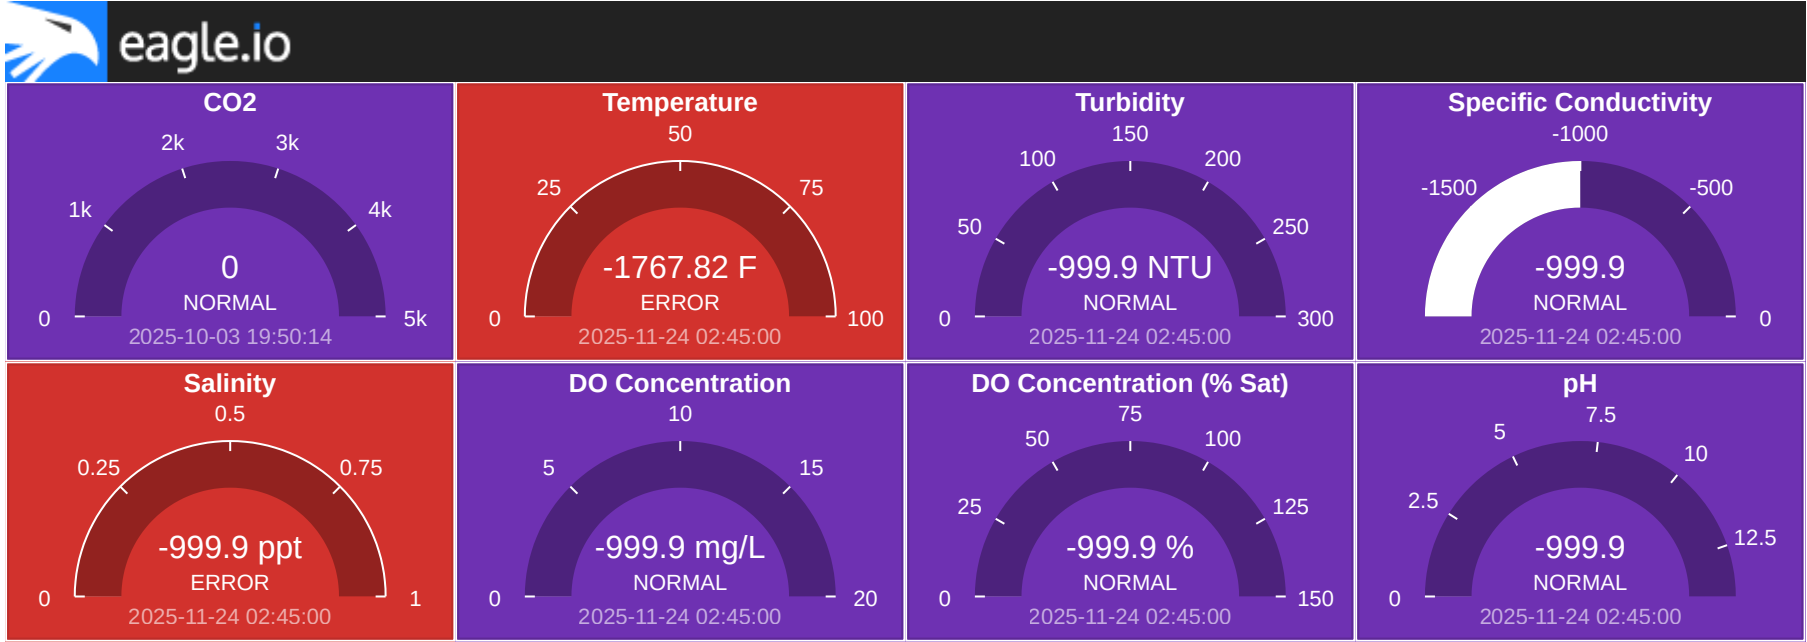 eagle.io
CO2
2k
3k
1k
4k
0
NORMAL
0
5k
2025-10-03 19:50:14
Temperature
50
25
75
-1767.82 F
ERROR
0
100
2025-11-24 02:45:00
Turbidity
150
100
200
50
250
-999.9 NTU
NORMAL
0
300
2025-11-24 02:45:00
Specific Conductivity
-1000
-1500
-500
-999.9
NORMAL
0
2025-11-24 02:45:00
Salinity
0.5
0.25
0.75
-999.9 ppt
ERROR
0
1
2025-11-24 02:45:00
DO Concentration
10
5
15
-999.9 mg/L
NORMAL
0
20
2025-11-24 02:45:00
DO Concentration (% Sat)
75
50
100
25
125
-999.9 %
NORMAL
0
150
2025-11-24 02:45:00
pH
7.5
5
10
2.5
12.5
-999.9
NORMAL
0
2025-11-24 02:45:00